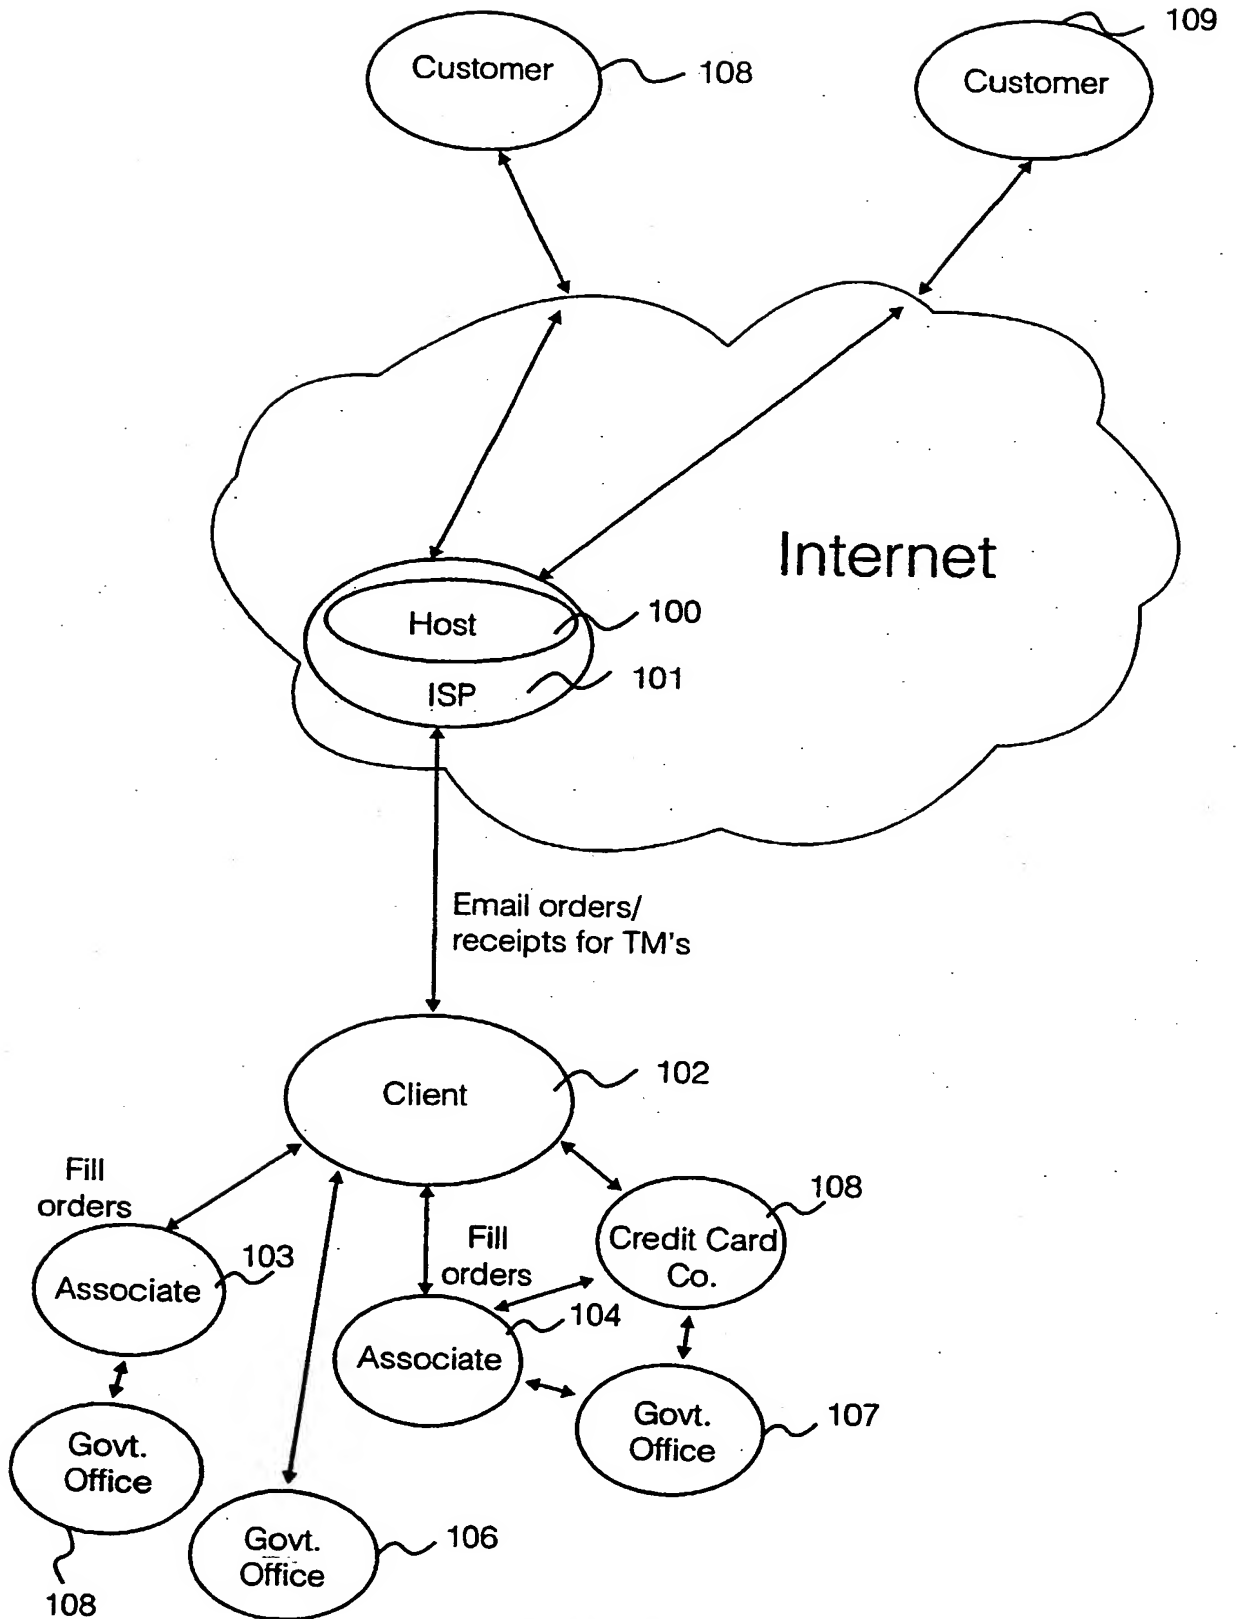 109
Customer
108
Customer
Internet
Host
100
ISP
101
Email orders/
receipts for TM's
Client
102
Fill
orders
108
Fill
orders
Credit Card
Co.
103
Associate
104
Associate
Govt.
Office
107
Govt.
Office
106
Govt.
Office
108